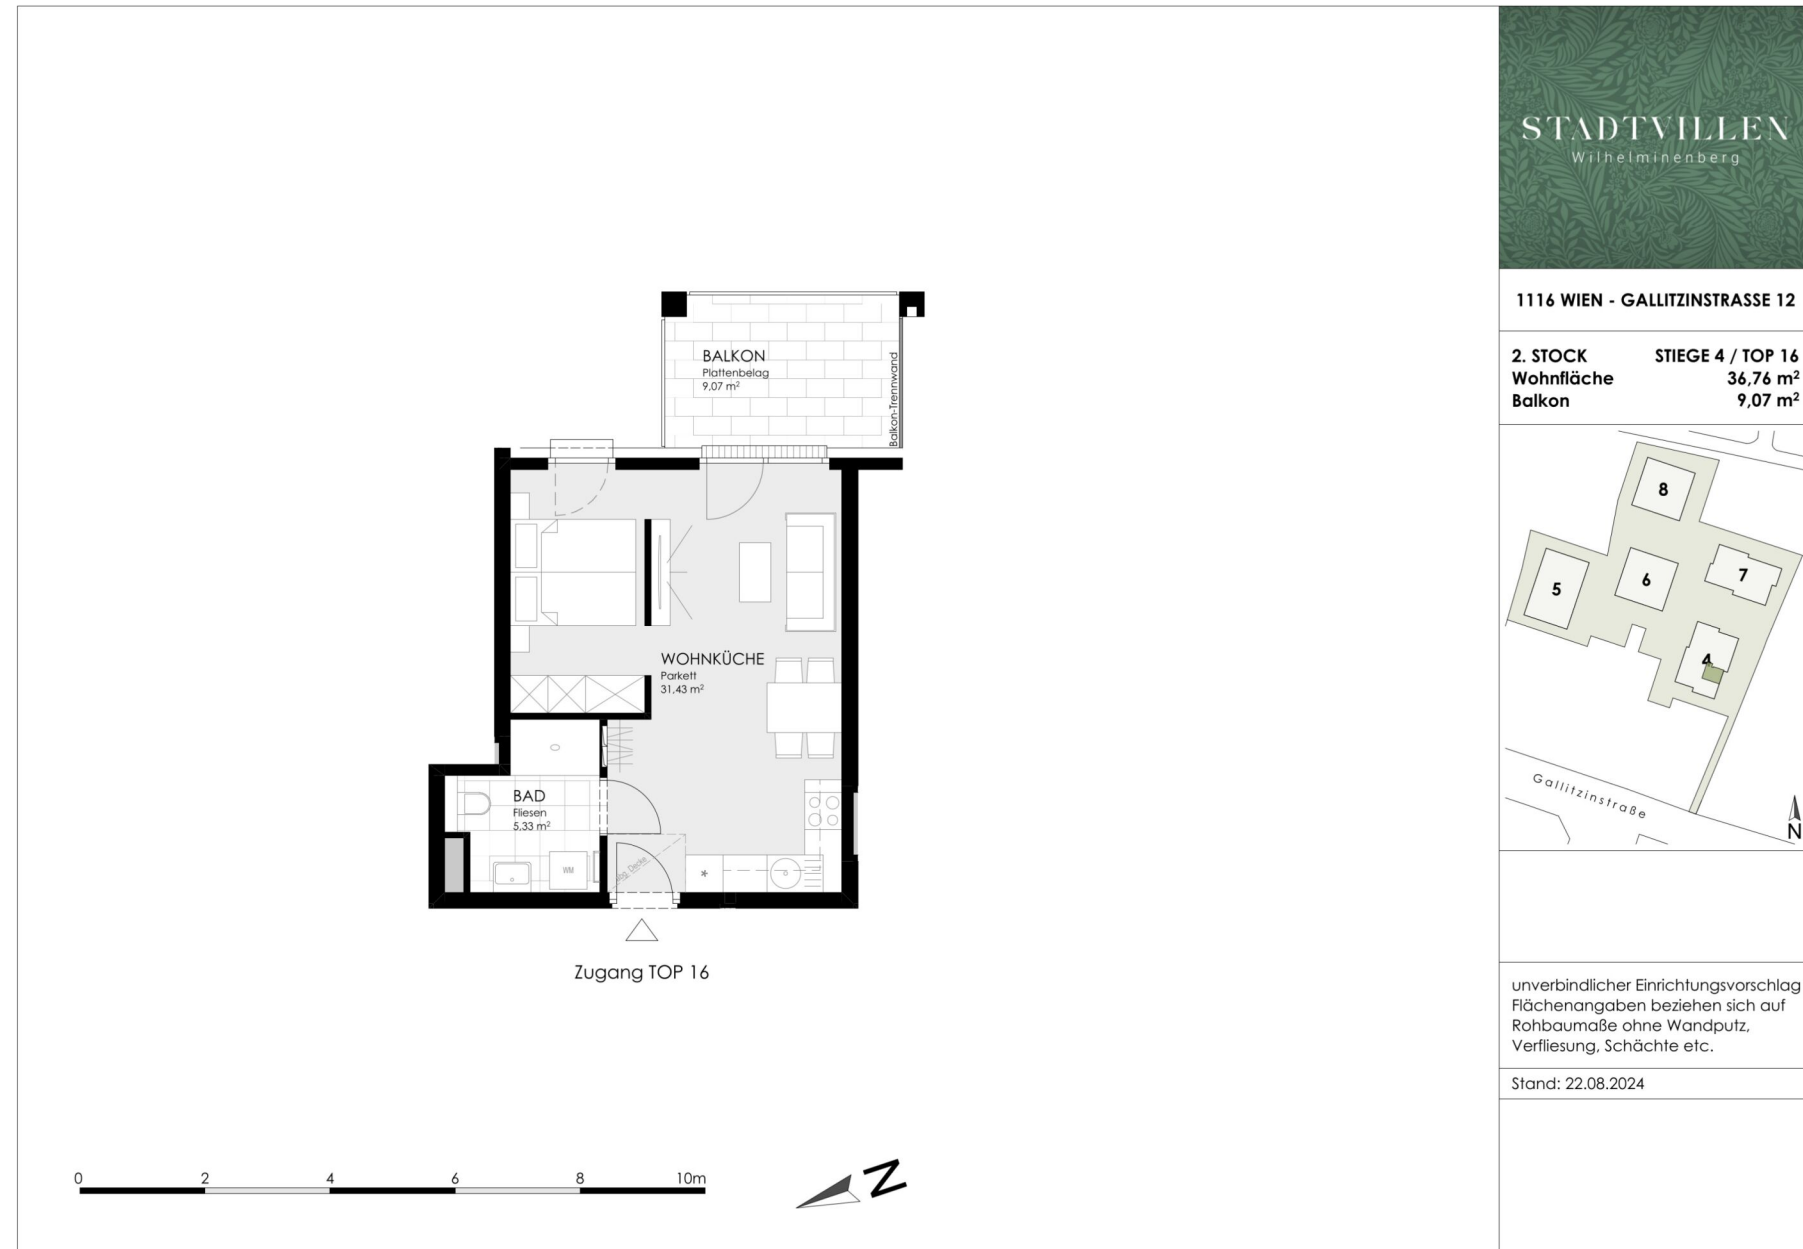 STADTVILLEN
Wilhelminenberg
1116 WIEN - GALLITZINSTRASSE 12
2. STOCK STIEGE 4 / TOP 16
Wohnfläche 36,76 m²
Balkon 9,07 m²
8
5
6
7
4
Gallitzinstraße
N
unverbindlicher Einrichtungsvorschlag
Flächenangaben beziehen sich auf
Rohbaumaße ohne Wandputz,
Verfliesung, Schächte etc.
Stand: 22.08.2024
BALKON
Plattenbelag
9,07 m²
Balkon-Trennwand
WOHNKÜCHE
Parkett
31,43 m²
BAD
Fliesen
5,33 m²
WM
abg. Decke
*
Zugang TOP 16
0 2 4 6 8 10m
N